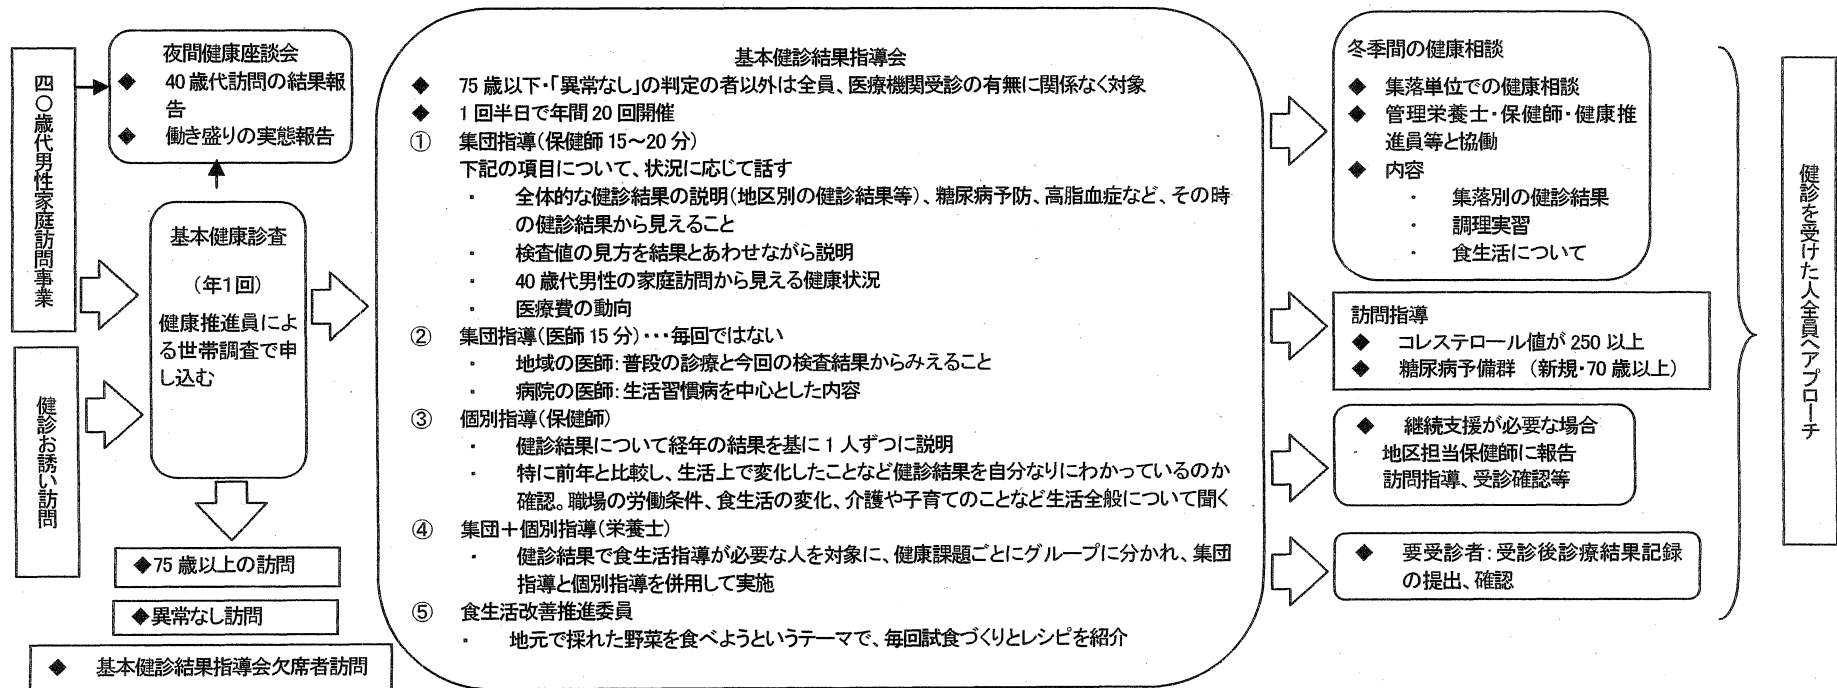 四〇歳代男性家庭訪問事業
健診お誘い訪問
夜間健康座談会
◆ 40歳代訪問の結果報
告
◆ 働き盛りの実態報告
基本健康診査
（年1回）
健康推進員によ
る世帯調査で申
し込む
◆75歳以上の訪問
◆異常なし訪問
◆ 基本健診結果指導会欠席者訪問
基本健診結果指導会
◆ 75歳以下・「異常なし」の判定の者以外は全員、医療機関受診の有無に関係なく対象
◆ 1回半日で年間20回開催
① 集団指導（保健師15～20分）
下記の項目について、状況に応じて話す
・ 全体的な健診結果の説明（地区別の健診結果等）、糖尿病予防、高脂血症など、その時
の健診結果から見えること
・ 検査値の見方を結果とあわせながら説明
・ 40歳代男性の家庭訪問から見える健康状況
・ 医療費の動向
② 集団指導（医師15分）・・・毎回ではない
・ 地域の医師：普段の診療と今回の検査結果からみえること
・ 病院の医師：生活習慣病を中心とした内容
③ 個別指導（保健師）
・ 健診結果について経年の結果を基に1人ずつに説明
・ 特に前年と比較し、生活上で変化したことなど健診結果を自分なりにわかっているのか
確認。職場の労働条件、食生活の変化、介護や子育てのことなど生活全般について聞く
④ 集団＋個別指導（栄養士）
・ 健診結果で食生活指導が必要な人を対象に、健康課題ごとにグループに分かれ、集団
指導と個別指導を併用して実施
⑤ 食生活改善推進委員
・ 地元で採れた野菜を食べようというテーマで、毎回試食づくりとレシピを紹介
冬季間の健康相談
◆ 集落単位での健康相談
◆ 管理栄養士・保健師・健康推
進員等と協働
◆ 内容
・ 集落別の健診結果
・ 調理実習
・ 食生活について
訪問指導
◆ コレステロール値が250以上
◆ 糖尿病予備群 （新規・70歳以上）
◆ 継続支援が必要な場合
地区担当保健師に報告
訪問指導、受診確認等
◆ 要受診者：受診後診療結果記録
の提出、確認
健診を受けた人全員へアプローチ